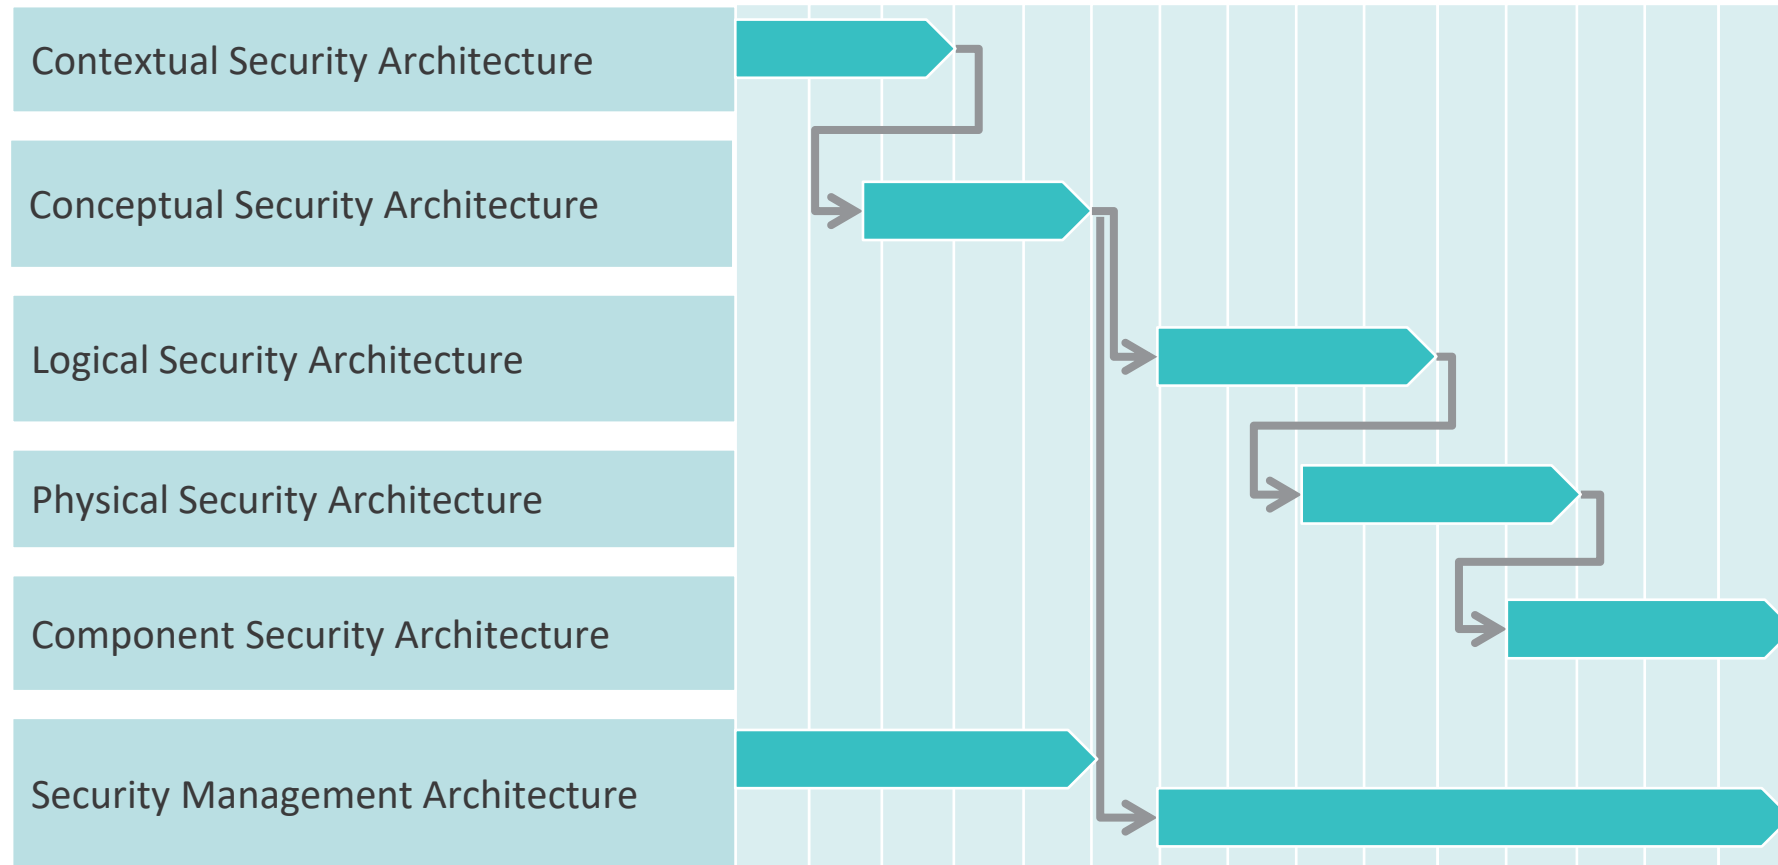 Contextual Security Architecture
Conceptual Security Architecture
Logical Security Architecture
Physical Security Architecture
Component Security Architecture
Security Management Architecture